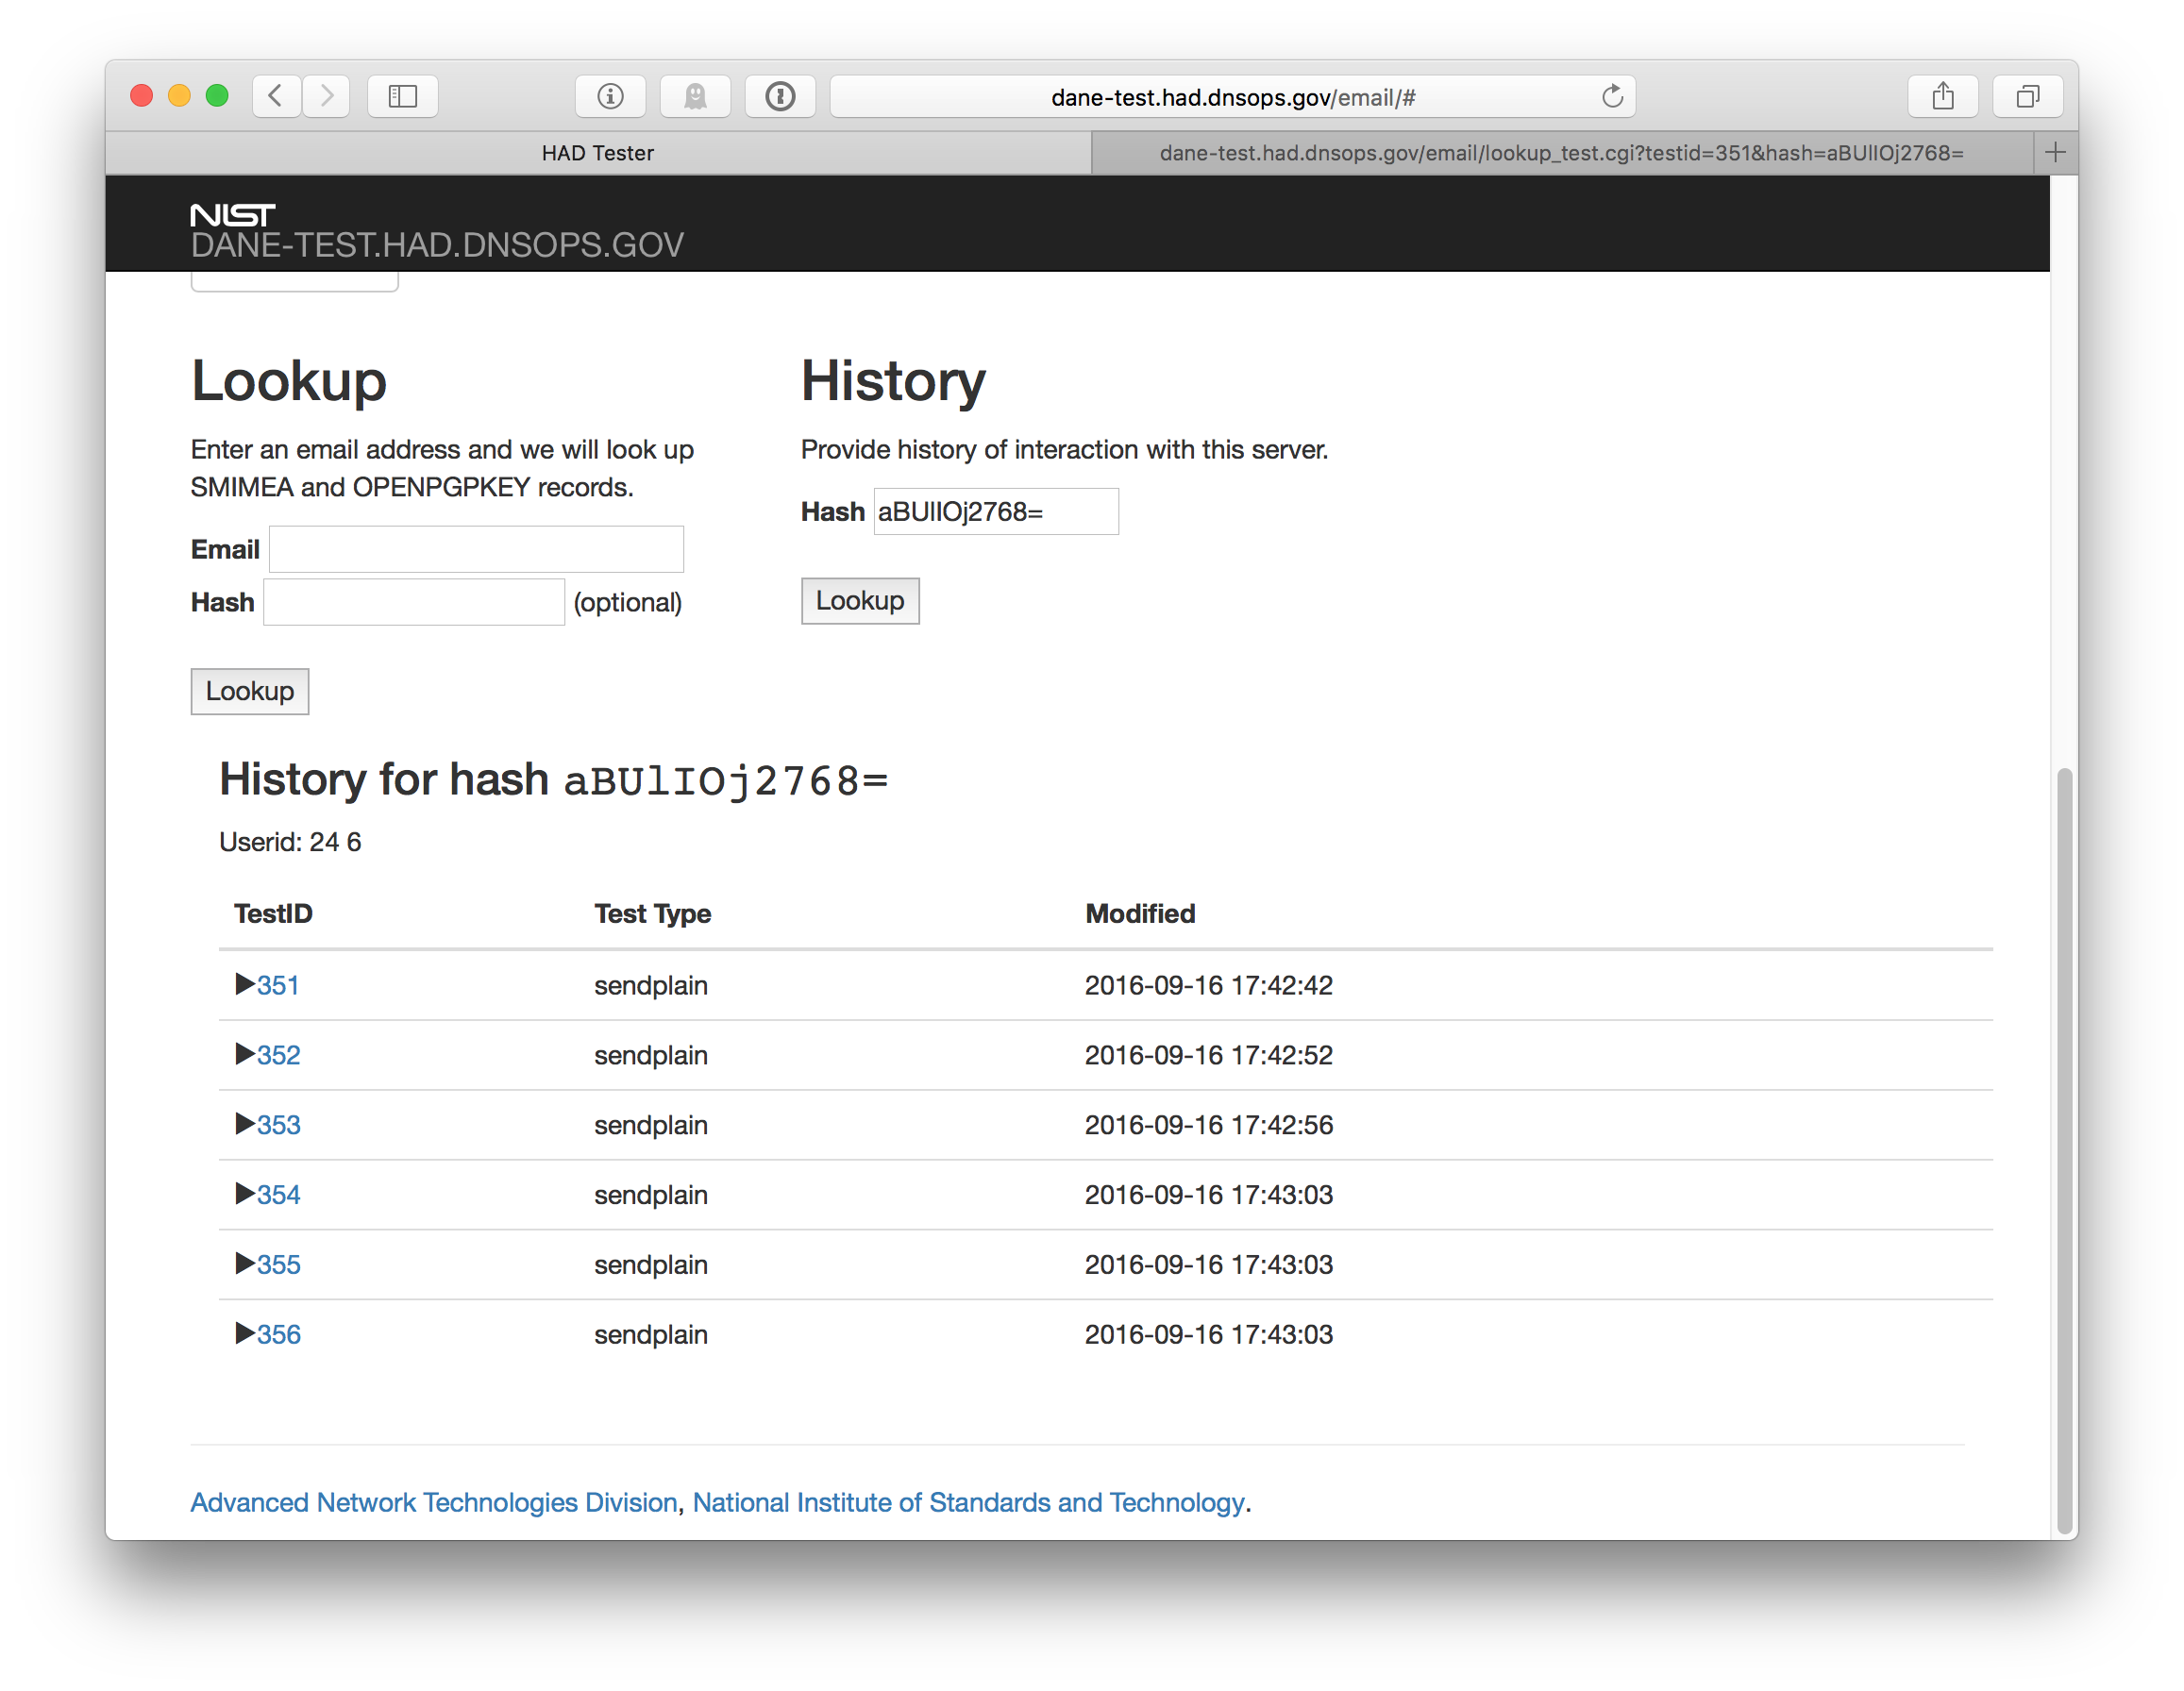 dane-test.had.dnsops.gov/email/#
HAD Tester
dane-test.had.dnsops.gov/email/lookup_test.cgi?testid=351&hash=aBUlIOj2768=
NIST
DANE-TEST.HAD.DNSOPS.GOV
Lookup
Enter an email address and we will look up
SMIMEA and OPENPGPKEY records.
Email
Hash (optional)
Lookup
History
Provide history of interaction with this server.
Hash aBUlIOj2768=
Lookup
History for hash aBUlIOj2768=
Userid: 24 6
TestID Test Type Modified
351 sendplain 2016-09-16 17:42:42
352 sendplain 2016-09-16 17:42:52
353 sendplain 2016-09-16 17:42:56
354 sendplain 2016-09-16 17:43:03
355 sendplain 2016-09-16 17:43:03
356 sendplain 2016-09-16 17:43:03
Advanced Network Technologies Division, National Institute of Standards and Technology.